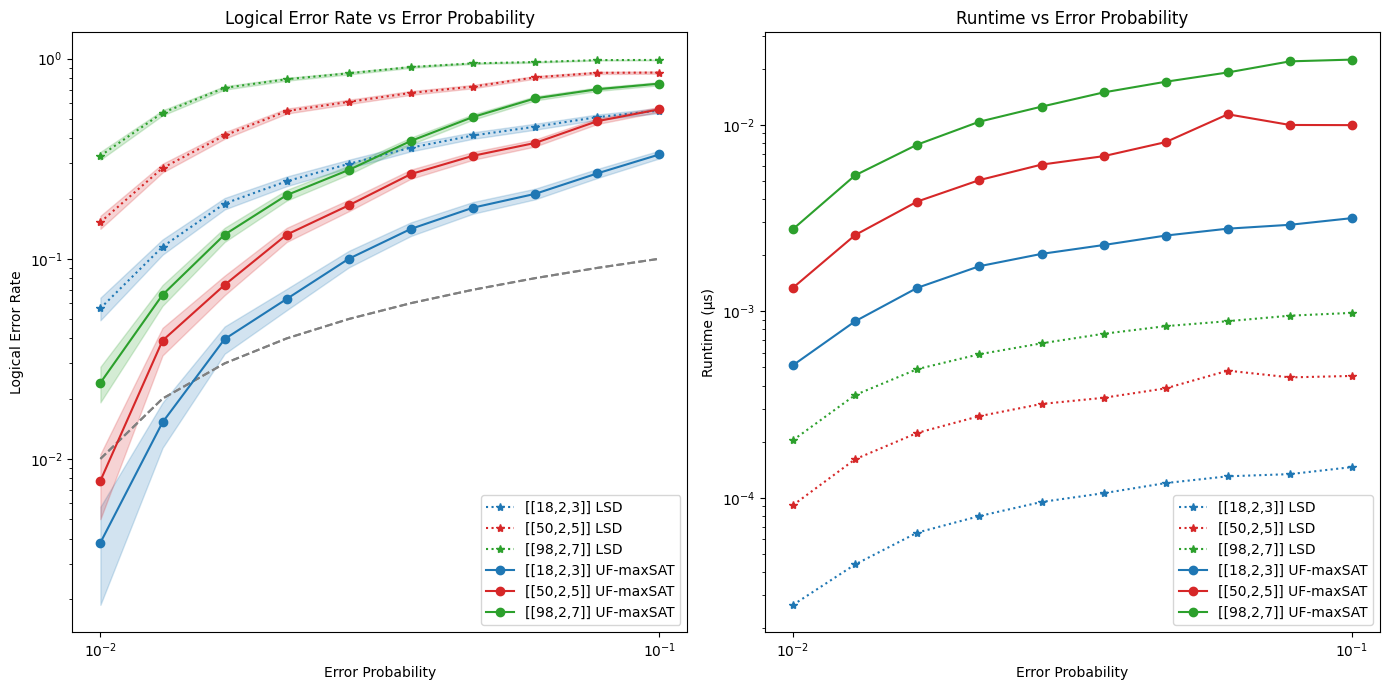 Logical Error Rate vs Error Probability
Logical Error Rate
10^0
10^-1
10^-2
10^-2
10^-1
Error Probability
[[18,2,3]] LSD
[[50,2,5]] LSD
[[98,2,7]] LSD
[[18,2,3]] UF-maxSAT
[[50,2,5]] UF-maxSAT
[[98,2,7]] UF-maxSAT
Runtime vs Error Probability
Runtime (μs)
10^-2
10^-3
10^-4
10^-2
10^-1
Error Probability
[[18,2,3]] LSD
[[50,2,5]] LSD
[[98,2,7]] LSD
[[18,2,3]] UF-maxSAT
[[50,2,5]] UF-maxSAT
[[98,2,7]] UF-maxSAT